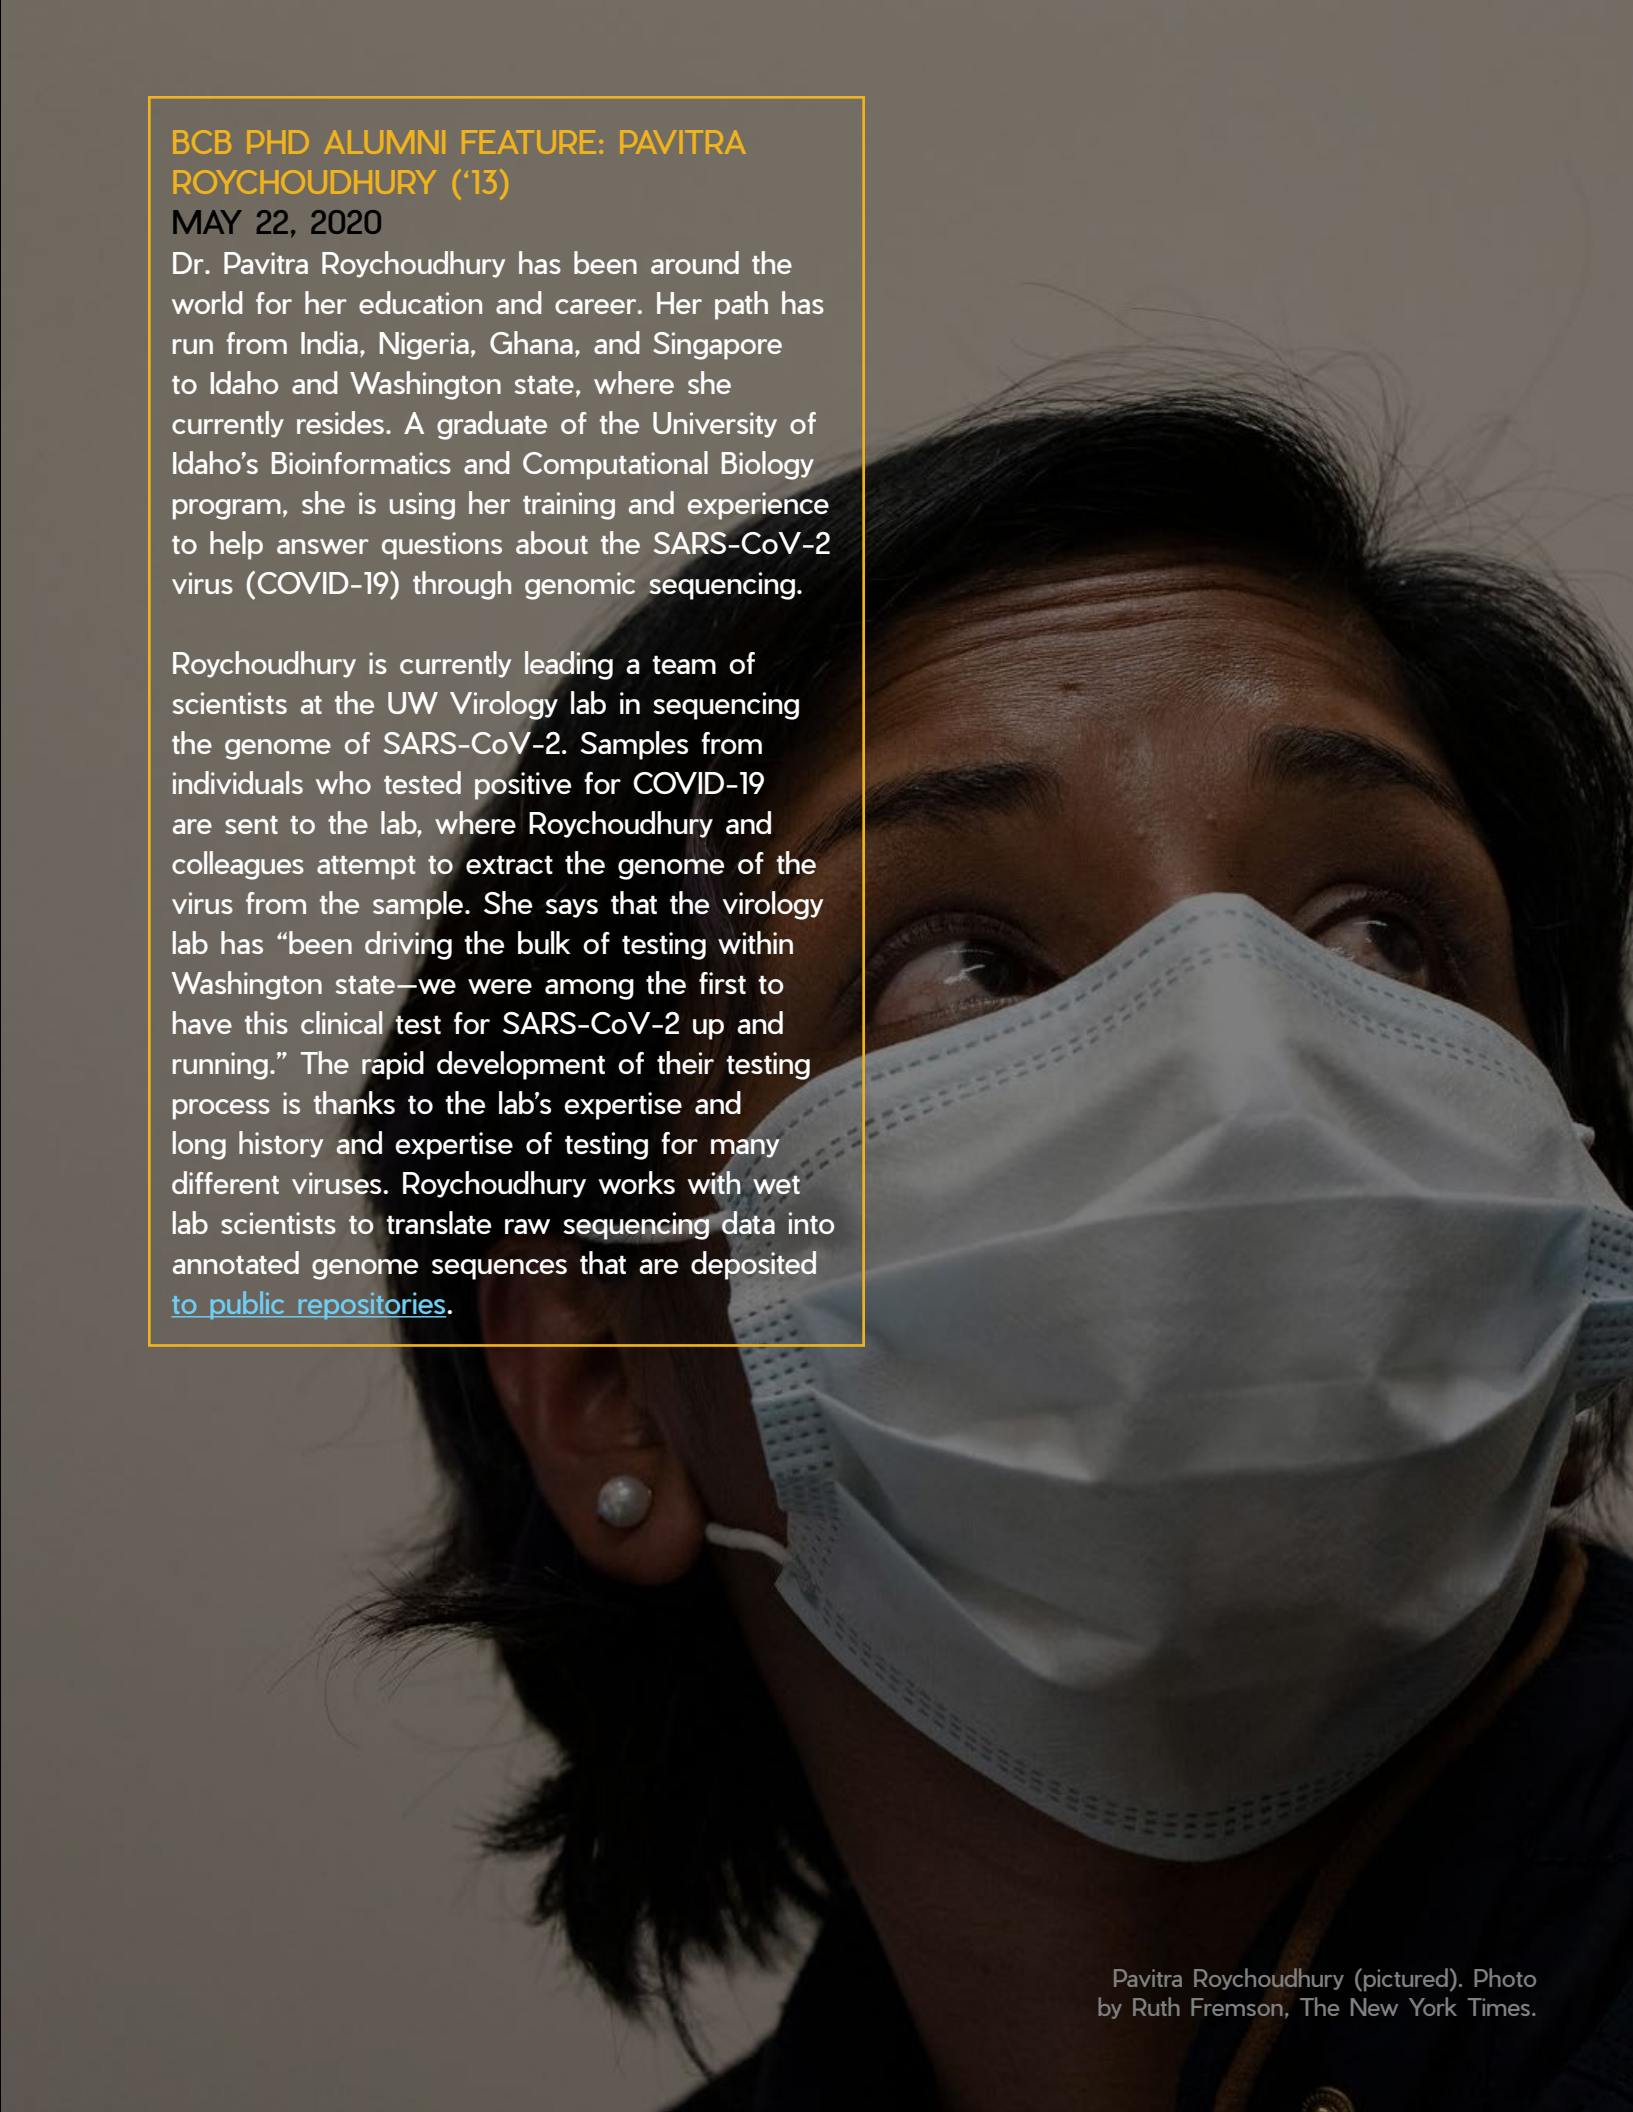 BCB PHD ALUMNI FEATURE: PAVITRA
ROYCHOUDHURY (‘13)
MAY 22, 2020
Dr. Pavitra Roychoudhury has been around the
world for her education and career. Her path has
run from India, Nigeria, Ghana, and Singapore
to Idaho and Washington state, where she
currently resides. A graduate of the University of
Idaho’s Bioinformatics and Computational Biology
program, she is using her training and experience
to help answer questions about the SARS-CoV-2
virus (COVID-19) through genomic sequencing.
Roychoudhury is currently leading a team of
scientists at the UW Virology lab in sequencing
the genome of SARS-CoV-2. Samples from
individuals who tested positive for COVID-19
are sent to the lab, where Roychoudhury and
colleagues attempt to extract the genome of the
virus from the sample. She says that the virology
lab has “been driving the bulk of testing within
Washington state—we were among the first to
have this clinical test for SARS-CoV-2 up and
running.” The rapid development of their testing
process is thanks to the lab’s expertise and
long history and expertise of testing for many
different viruses. Roychoudhury works with wet
lab scientists to translate raw sequencing data into
annotated genome sequences that are deposited
to public repositories.
Pavitra Roychoudhury (pictured). Photo
by Ruth Fremson, The New York Times.